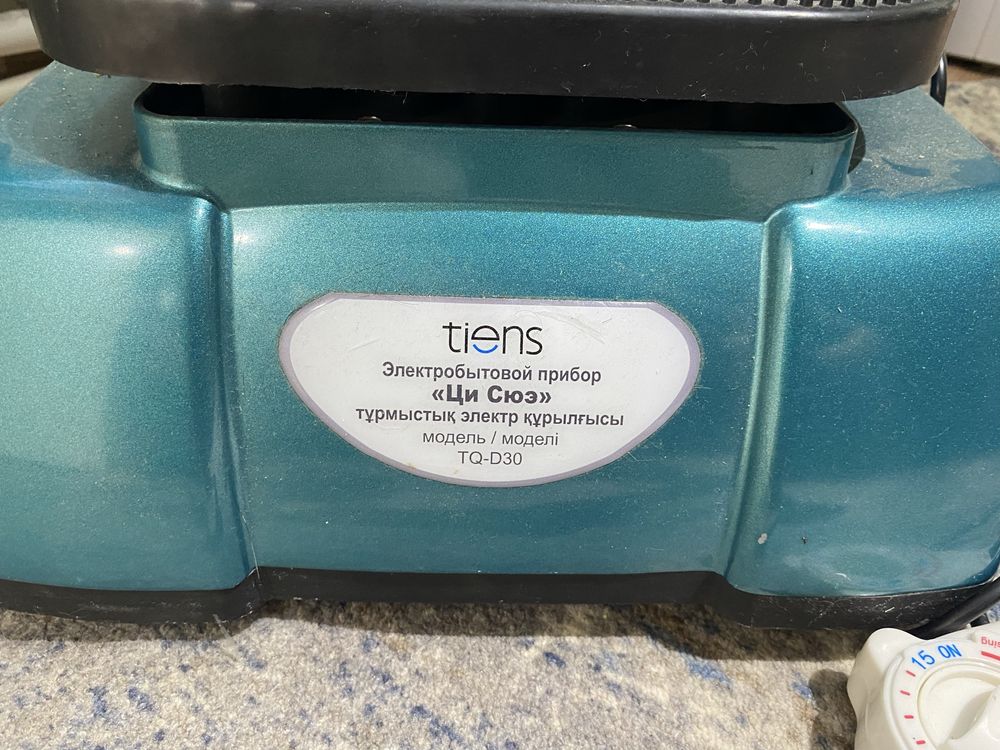 tiens
Электробытовой прибор
«Ци Сюэ»
тұрмыстық электр құрылғысы
модель / моделі
TQ-D30
15 ON